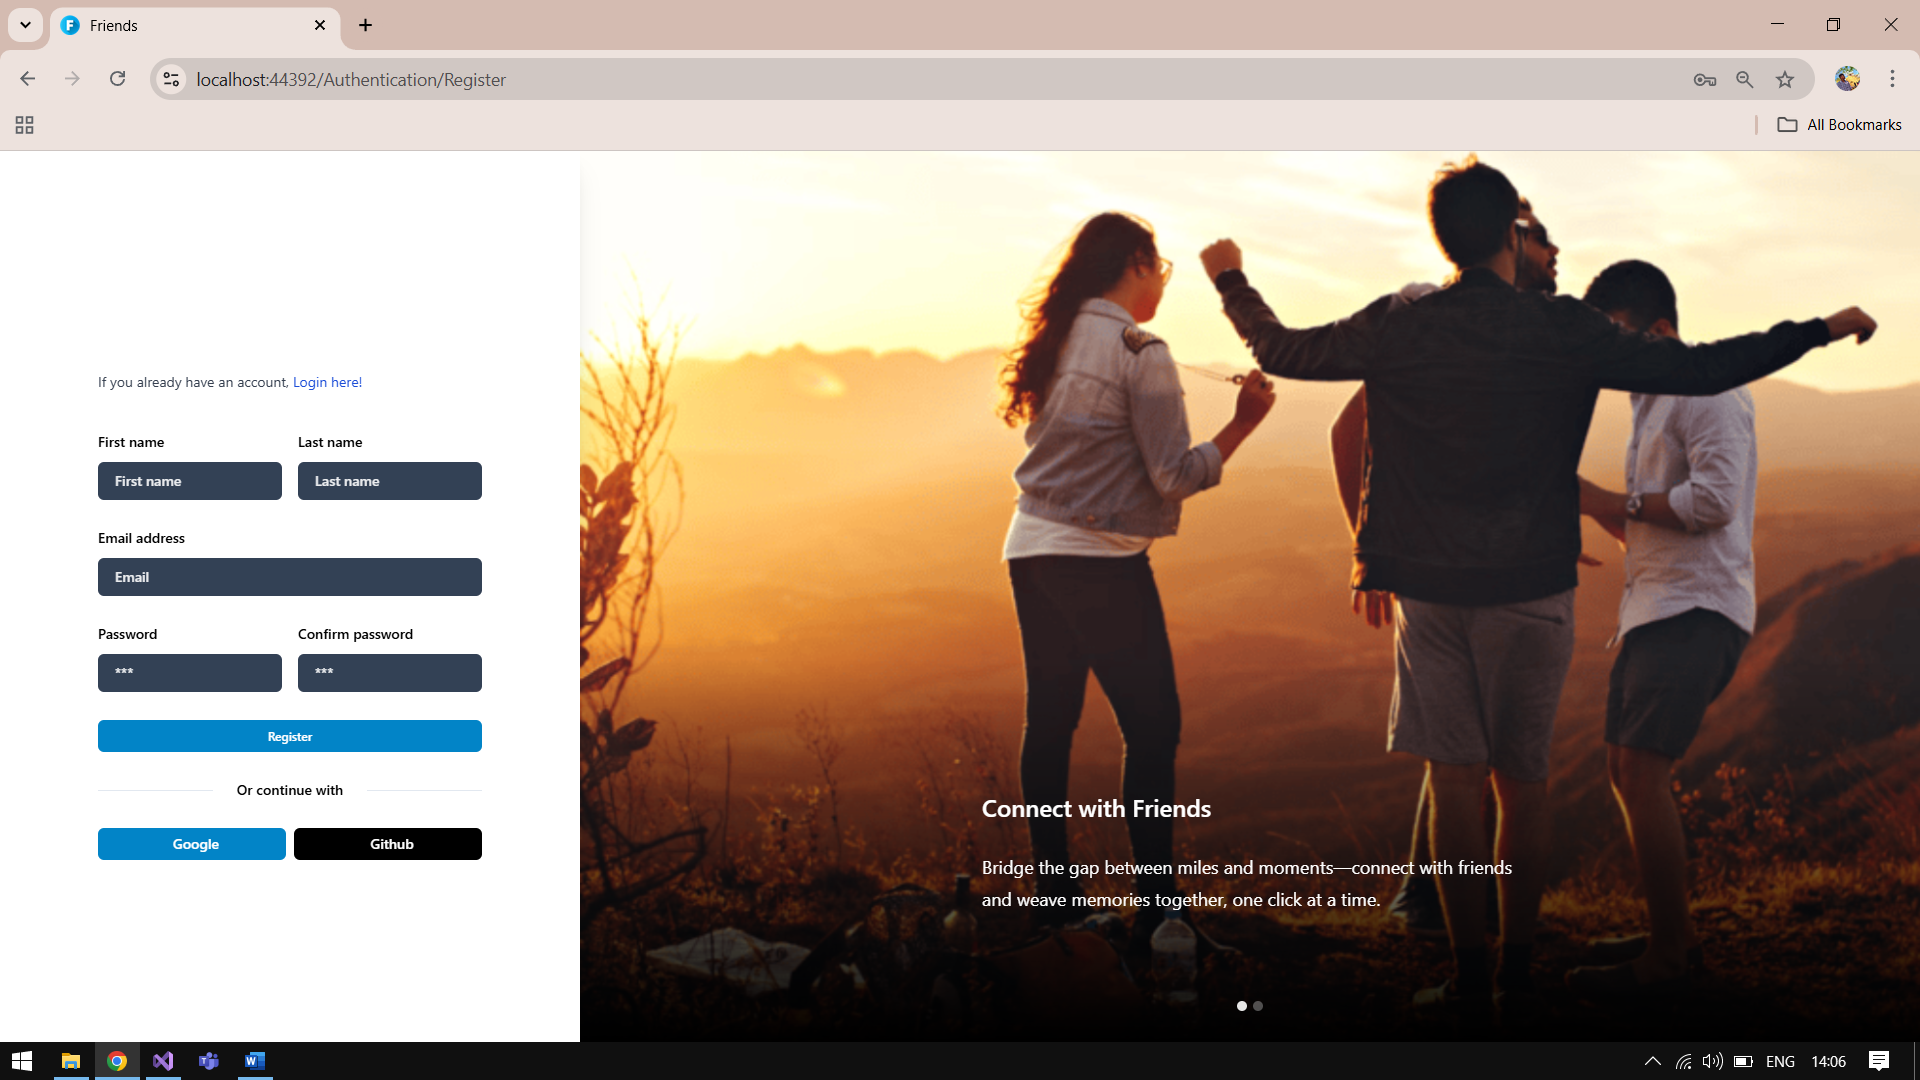 Friends
localhost:44392/Authentication/Register
All Bookmarks
If you already have an account, Login here!
First name Last name
First name Last name
Email address
Email
Password Confirm password
*** ***
Register
Or continue with
Google Github
Connect with Friends
Bridge the gap between miles and moments—connect with friends
and weave memories together, one click at a time.
ENG 14:06